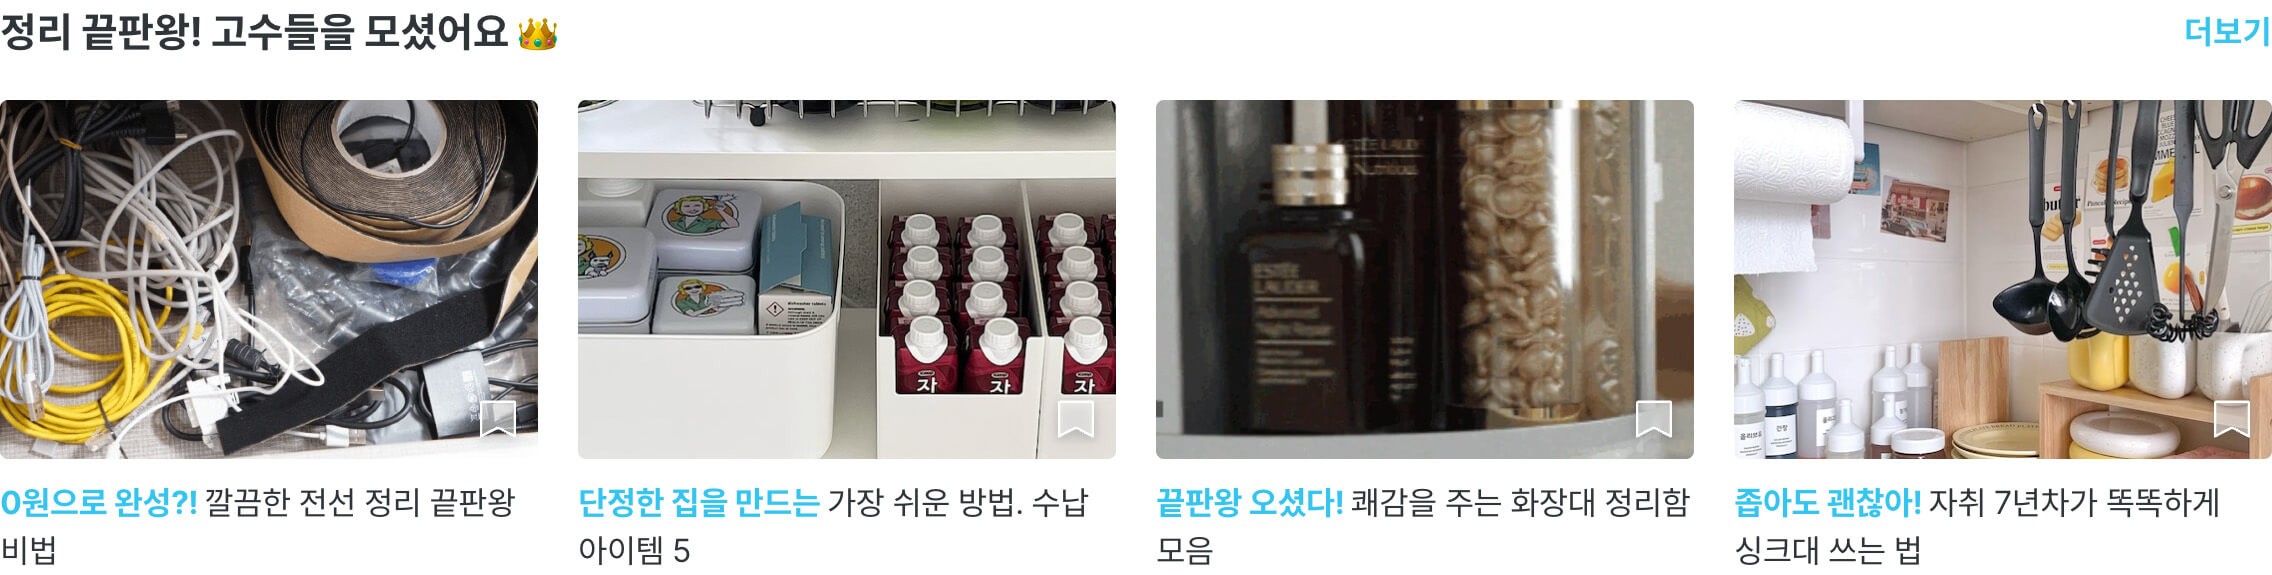 정리 끝판왕! 고수들을 모셨어요
더보기
자
자
자
ESTEE
LAUDER
0원으로 완성?! 깔끔한 전선 정리 끝판왕
비법
단정한 집을 만드는 가장 쉬운 방법. 수납
아이템 5
끝판왕 오셨다! 쾌감을 주는 화장대 정리함
모음
좁아도 괜찮아! 자취 7년차가 똑똑하게
싱크대 쓰는 법